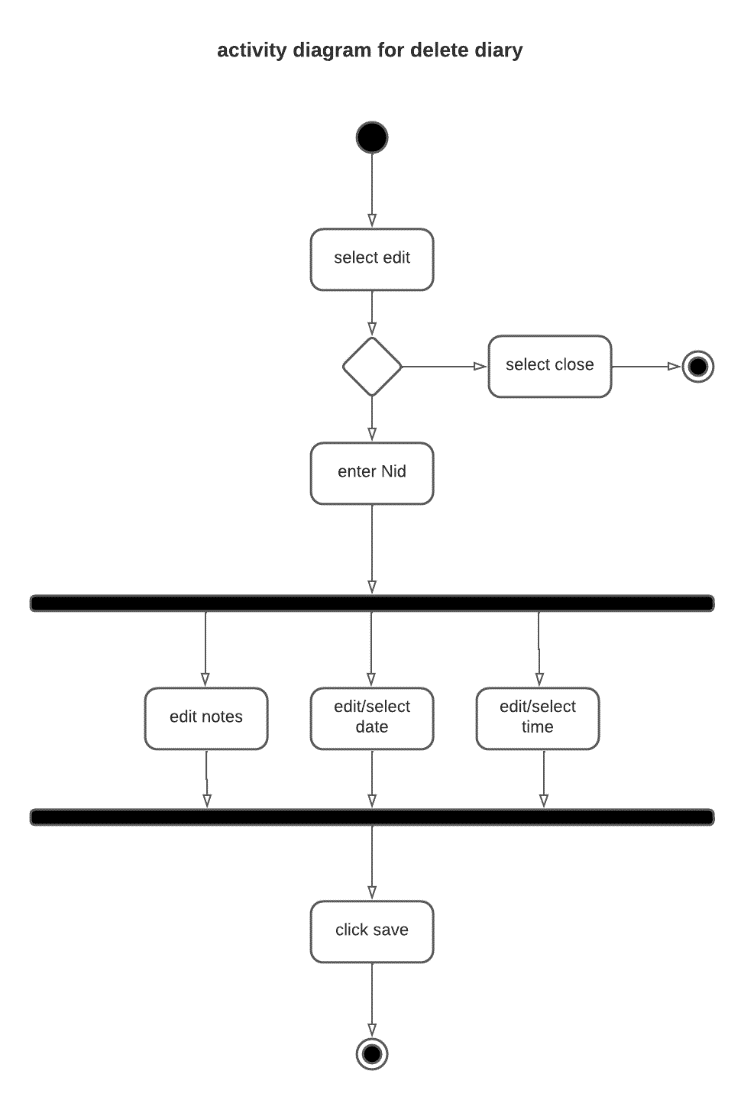 activity diagram for delete diary
select edit
select close
enter Nid
edit notes
edit/select
date
edit/select
time
click save